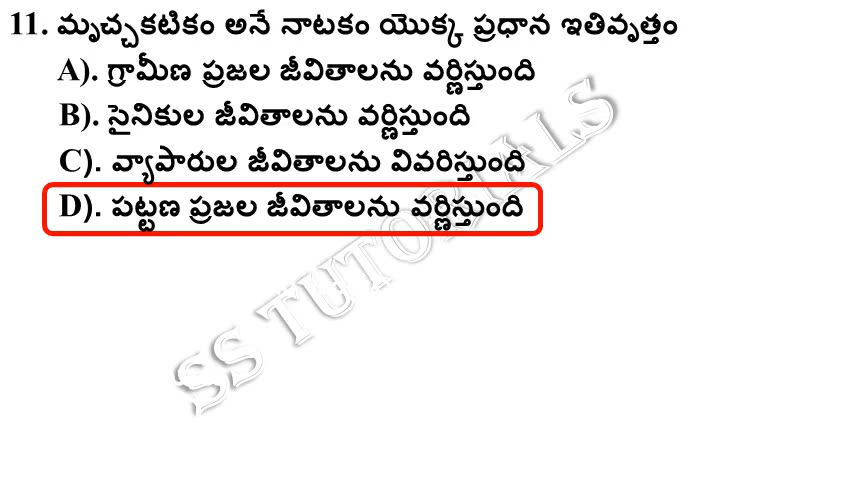 11. మృచ్చకటికం అనే నాటకం యొక్క ప్రధాన ఇతివృత్తం
A). గ్రామీణ ప్రజల జీవితాలను వర్ణిస్తుంది
B). సైనికుల జీవితాలను వర్ణిస్తుంది
C). వ్యాపారుల జీవితాలను వివరిస్తుంది
D). పట్టణ ప్రజల జీవితాలను వర్ణిస్తుంది
SS TUTORIALS